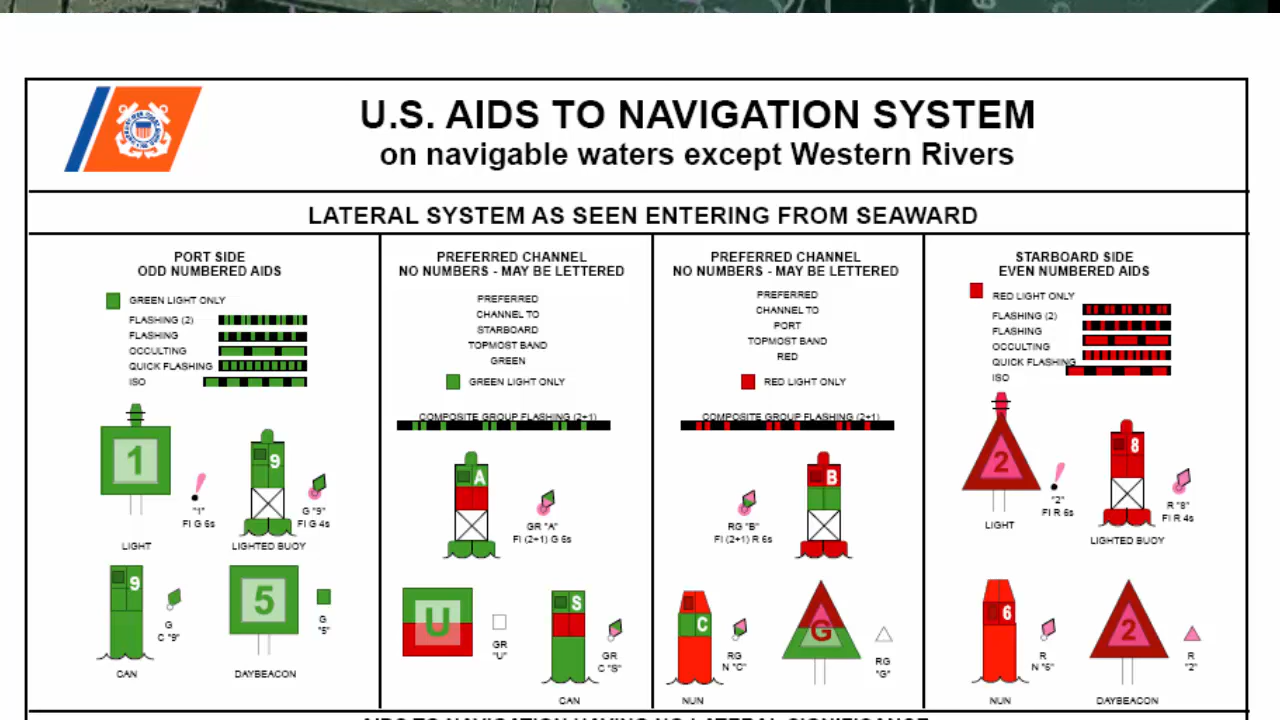 U.S. AIDS TO NAVIGATION SYSTEM
on navigable waters except Western Rivers
LATERAL SYSTEM AS SEEN ENTERING FROM SEAWARD
PORT SIDE
ODD NUMBERED AIDS
GREEN LIGHT ONLY
FLASHING (2)
FLASHING
OCCULTING
QUICK FLASHING
ISO
1
"1"
Fl G 6s
LIGHT
9
G "9"
Fl G 4s
LIGHTED BUOY
9
G
C "9"
CAN
5
G
"5"
DAYBEACON
PREFERRED CHANNEL
NO NUMBERS - MAY BE LETTERED
PREFERRED
CHANNEL TO
STARBOARD
TOPMOST BAND
GREEN
GREEN LIGHT ONLY
COMPOSITE GROUP FLASHING (2+1)
A
GR "A"
Fl (2+1) G 6s
U
GR
"U"
S
GR
C "S"
CAN
PREFERRED CHANNEL
NO NUMBERS - MAY BE LETTERED
PREFERRED
CHANNEL TO
PORT
TOPMOST BAND
RED
RED LIGHT ONLY
COMPOSITE GROUP FLASHING (2+1)
B
RG "B"
Fl (2+1) R 6s
C
RG
N "C"
NUN
G
RG
"G"
STARBOARD SIDE
EVEN NUMBERED AIDS
RED LIGHT ONLY
FLASHING (2)
FLASHING
OCCULTING
QUICK FLASHING
ISO
2
"2"
Fl R 6s
LIGHT
8
R "8"
Fl R 4s
LIGHTED BUOY
6
R
N "6"
NUN
2
R
"2"
DAYBEACON
AIDS TO NAVIGATION HAVING NO LATERAL SIGNIFICANCE